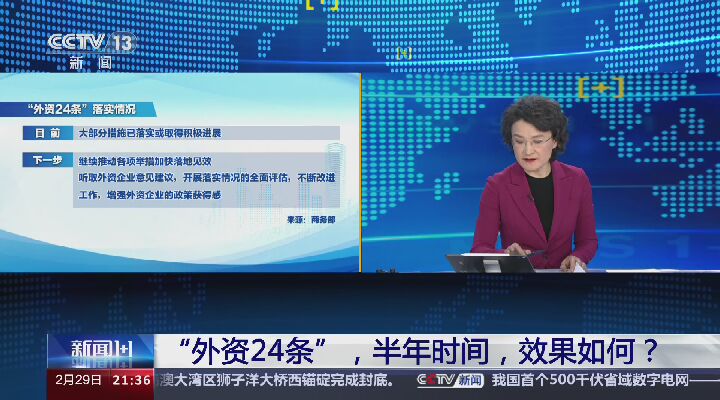 CCTV 13
新闻
“外资24条”落实情况
目前 大部分措施已落实或取得积极进展
下一步 继续推动各项举措加快落地见效
听取外资企业意见建议，开展落实情况的全面评估，不断改进
工作，增强外资企业的政策获得感
来源：商务部
新闻1+1
“外资24条”，半年时间，效果如何？
2月29日 21:36 澳大湾区狮子洋大桥西锚碇完成封底。 CCTV新闻 我国首个500千伏省域数字电网——